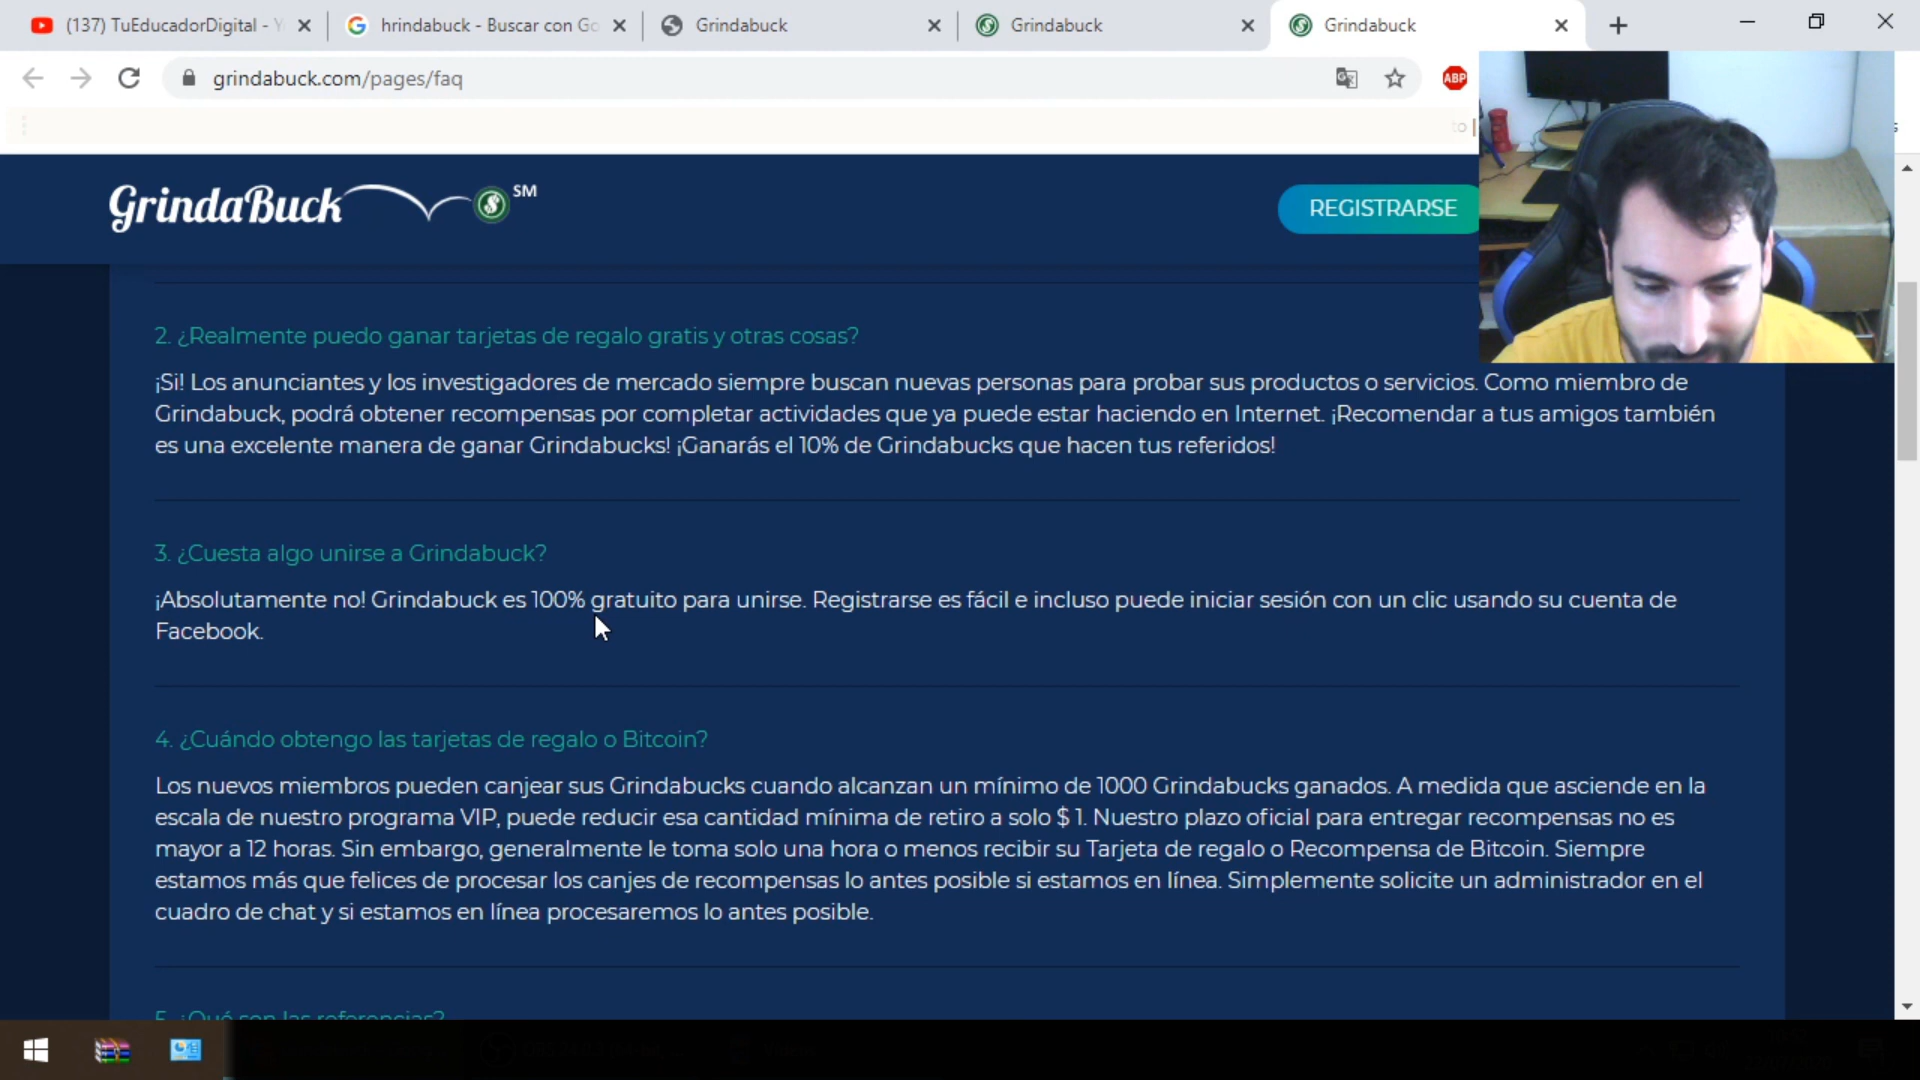 (137) TuEducadorDigital - Y
hrindabuck - Buscar con Go
Grindabuck
Grindabuck
Grindabuck
grindabuck.com/pages/faq
ABP
GrindaBuck SM
REGISTRARSE
2. ¿Realmente puedo ganar tarjetas de regalo gratis y otras cosas?
¡Si! Los anunciantes y los investigadores de mercado siempre buscan nuevas personas para probar sus productos o servicios. Como miembro de
Grindabuck, podrá obtener recompensas por completar actividades que ya puede estar haciendo en Internet. ¡Recomendar a tus amigos también
es una excelente manera de ganar Grindabucks! ¡Ganarás el 10% de Grindabucks que hacen tus referidos!
3. ¿Cuesta algo unirse a Grindabuck?
¡Absolutamente no! Grindabuck es 100% gratuito para unirse. Registrarse es fácil e incluso puede iniciar sesión con un clic usando su cuenta de
Facebook.
4. ¿Cuándo obtengo las tarjetas de regalo o Bitcoin?
Los nuevos miembros pueden canjear sus Grindabucks cuando alcanzan un mínimo de 1000 Grindabucks ganados. A medida que asciende en la
escala de nuestro programa VIP, puede reducir esa cantidad mínima de retiro a solo $ 1. Nuestro plazo oficial para entregar recompensas no es
mayor a 12 horas. Sin embargo, generalmente le toma solo una hora o menos recibir su Tarjeta de regalo o Recompensa de Bitcoin. Siempre
estamos más que felices de procesar los canjes de recompensas lo antes posible si estamos en línea. Simplemente solicite un administrador en el
cuadro de chat y si estamos en línea procesaremos lo antes posible.
5. ¿Qué son las referencias?